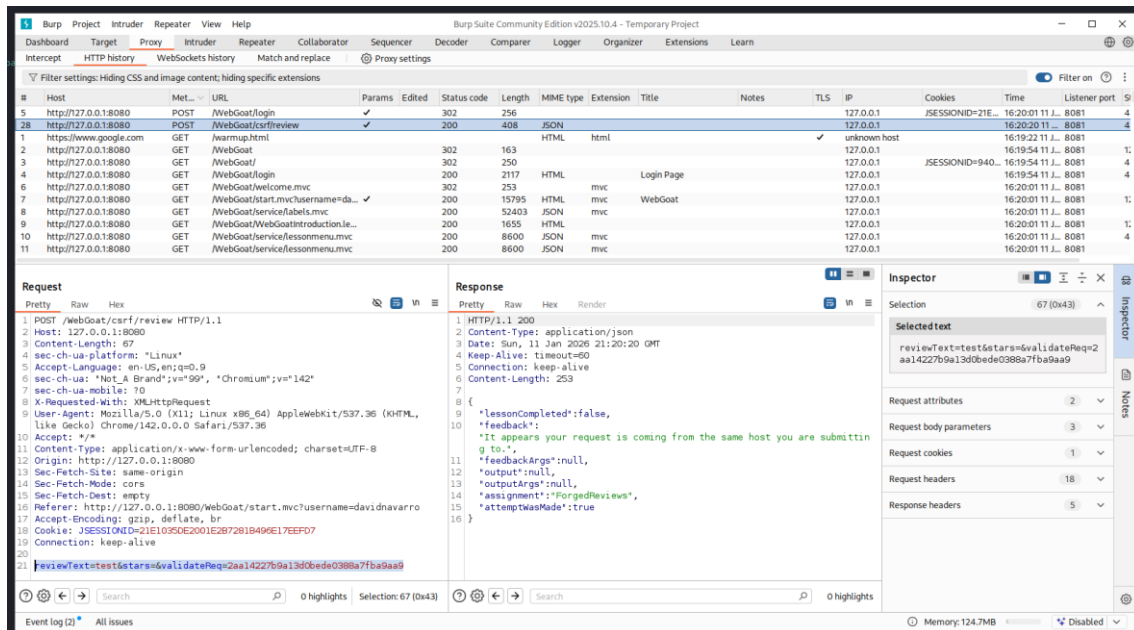 Burp Project Intruder Repeater View Help
Burp Suite Community Edition v2025.10.4 - Temporary Project
Dashboard Target Proxy Intruder Repeater Collaborator Sequencer Decoder Comparer Logger Organizer Extensions Learn
Intercept HTTP history WebSockets history Match and replace Proxy settings
Filter settings: Hiding CSS and image content; hiding specific extensions Filter on
# Host Met... URL Params Edited Status code Length MIME type Extension Title Notes TLS IP Cookies Time Listener port
5 http://127.0.0.1:8080 POST /WebGoat/login ✓ 302 256 127.0.0.1 JSESSIONID=21E... 16:20:01 11 J... 8081 4
28 http://127.0.0.1:8080 POST /WebGoat/csrf/review ✓ 200 408 JSON 127.0.0.1 16:20:20 11 ... 8081 4
1 https://www.google.com GET /warmup.html HTML html ✓ unknown host 16:19:22 11 J... 8081
2 http://127.0.0.1:8080 GET /WebGoat 302 163 127.0.0.1 16:19:54 11 J... 8081
3 http://127.0.0.1:8080 GET /WebGoat/ 302 250 127.0.0.1 JSESSIONID=940... 16:19:54 11 J... 8081 4
4 http://127.0.0.1:8080 GET /WebGoat/login 200 2117 HTML Login Page 127.0.0.1 16:19:54 11 J... 8081 4
6 http://127.0.0.1:8080 GET /WebGoat/welcome.mvc 302 253 mvc 127.0.0.1 16:20:01 11 J... 8081
7 http://127.0.0.1:8080 GET /WebGoat/start.mvc?username=da... ✓ 200 15795 HTML mvc WebGoat 127.0.0.1 16:20:01 11 J... 8081
8 http://127.0.0.1:8080 GET /WebGoat/service/labels.mvc 200 52403 JSON mvc 127.0.0.1 16:20:01 11 J... 8081
9 http://127.0.0.1:8080 GET /WebGoat/WebGoatIntroduction.le... 200 1655 HTML 127.0.0.1 16:20:01 11 J... 8081
10 http://127.0.0.1:8080 GET /WebGoat/service/lessonmenu.mvc 200 8600 JSON mvc 127.0.0.1 16:20:01 11 J... 8081 4
11 http://127.0.0.1:8080 GET /WebGoat/service/lessonmenu.mvc 200 8600 JSON mvc 127.0.0.1 16:20:01 11 J... 8081
Request
Pretty Raw Hex
1 POST /WebGoat/csrf/review HTTP/1.1
2 Host: 127.0.0.1:8080
3 Content-Length: 67
4 sec-ch-ua-platform: "Linux"
5 Accept-Language: en-US,en;q=0.9
6 sec-ch-ua: "Not_A Brand";v="99", "Chromium";v="142"
7 sec-ch-ua-mobile: ?0
8 X-Requested-With: XMLHttpRequest
9 User-Agent: Mozilla/5.0 (X11; Linux x86_64) AppleWebKit/537.36 (KHTML,
like Gecko) Chrome/142.0.0.0 Safari/537.36
10 Accept: */*
11 Content-Type: application/x-www-form-urlencoded; charset=UTF-8
12 Origin: http://127.0.0.1:8080
13 Sec-Fetch-Site: same-origin
14 Sec-Fetch-Mode: cors
15 Sec-Fetch-Dest: empty
16 Referer: http://127.0.0.1:8080/WebGoat/start.mvc?username=davidnavarro
17 Accept-Encoding: gzip, deflate, br
18 Cookie: JSESSIONID=21E1035DE2001E2B7281B496E17EEFD7
19 Connection: keep-alive
20
21 reviewText=test&stars=&validateReq=2aa14227b9a13d0bede0388a7fba9aa9
Search 0 highlights Selection: 67 (0x43)
Response
Pretty Raw Hex Render
1 HTTP/1.1 200
2 Content-Type: application/json
3 Date: Sun, 11 Jan 2026 21:20:20 GMT
4 Keep-Alive: timeout=60
5 Connection: keep-alive
6 Content-Length: 253
7
8 {
9 "lessonCompleted":false,
10 "feedback":
"It appears your request is coming from the same host you are submittin
g to.",
11 "feedbackArgs":null,
12 "output":null,
13 "outputArgs":null,
14 "assignment":"ForgedReviews",
15 "attemptWasMade":true
16 }
Search 0 highlights
Inspector
Selection 67 (0x43)
Selected text
reviewText=test&stars=&validateReq=2
aa14227b9a13d0bede0388a7fba9aa9
Request attributes 2
Request body parameters 3
Request cookies 1
Request headers 18
Response headers 5
Inspector
Notes
Event log (2) All issues
Memory: 124.7MB Disabled